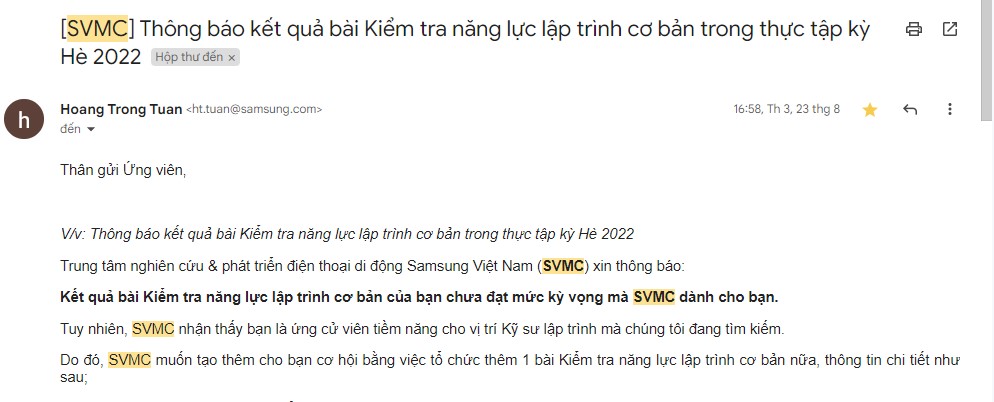 [SVMC] Thông báo kết quả bài Kiểm tra năng lực lập trình cơ bản trong thực tập kỳ
Hè 2022 Hộp thư đến ×
h
Hoang Trong Tuan <ht.tuan@samsung.com> 16:58, Th 3, 23 thg 8
đến
Thân gửi Ứng viên,
V/v: Thông báo kết quả bài Kiểm tra năng lực lập trình cơ bản trong thực tập kỳ Hè 2022
Trung tâm nghiên cứu & phát triển điện thoại di động Samsung Việt Nam (SVMC) xin thông báo:
Kết quả bài Kiểm tra năng lực lập trình cơ bản của bạn chưa đạt mức kỳ vọng mà SVMC dành cho bạn.
Tuy nhiên, SVMC nhận thấy bạn là ứng cử viên tiềm năng cho vị trí Kỹ sư lập trình mà chúng tôi đang tìm kiếm.
Do đó, SVMC muốn tạo thêm cho bạn cơ hội bằng việc tổ chức thêm 1 bài Kiểm tra năng lực lập trình cơ bản nữa, thông tin chi tiết như
sau;